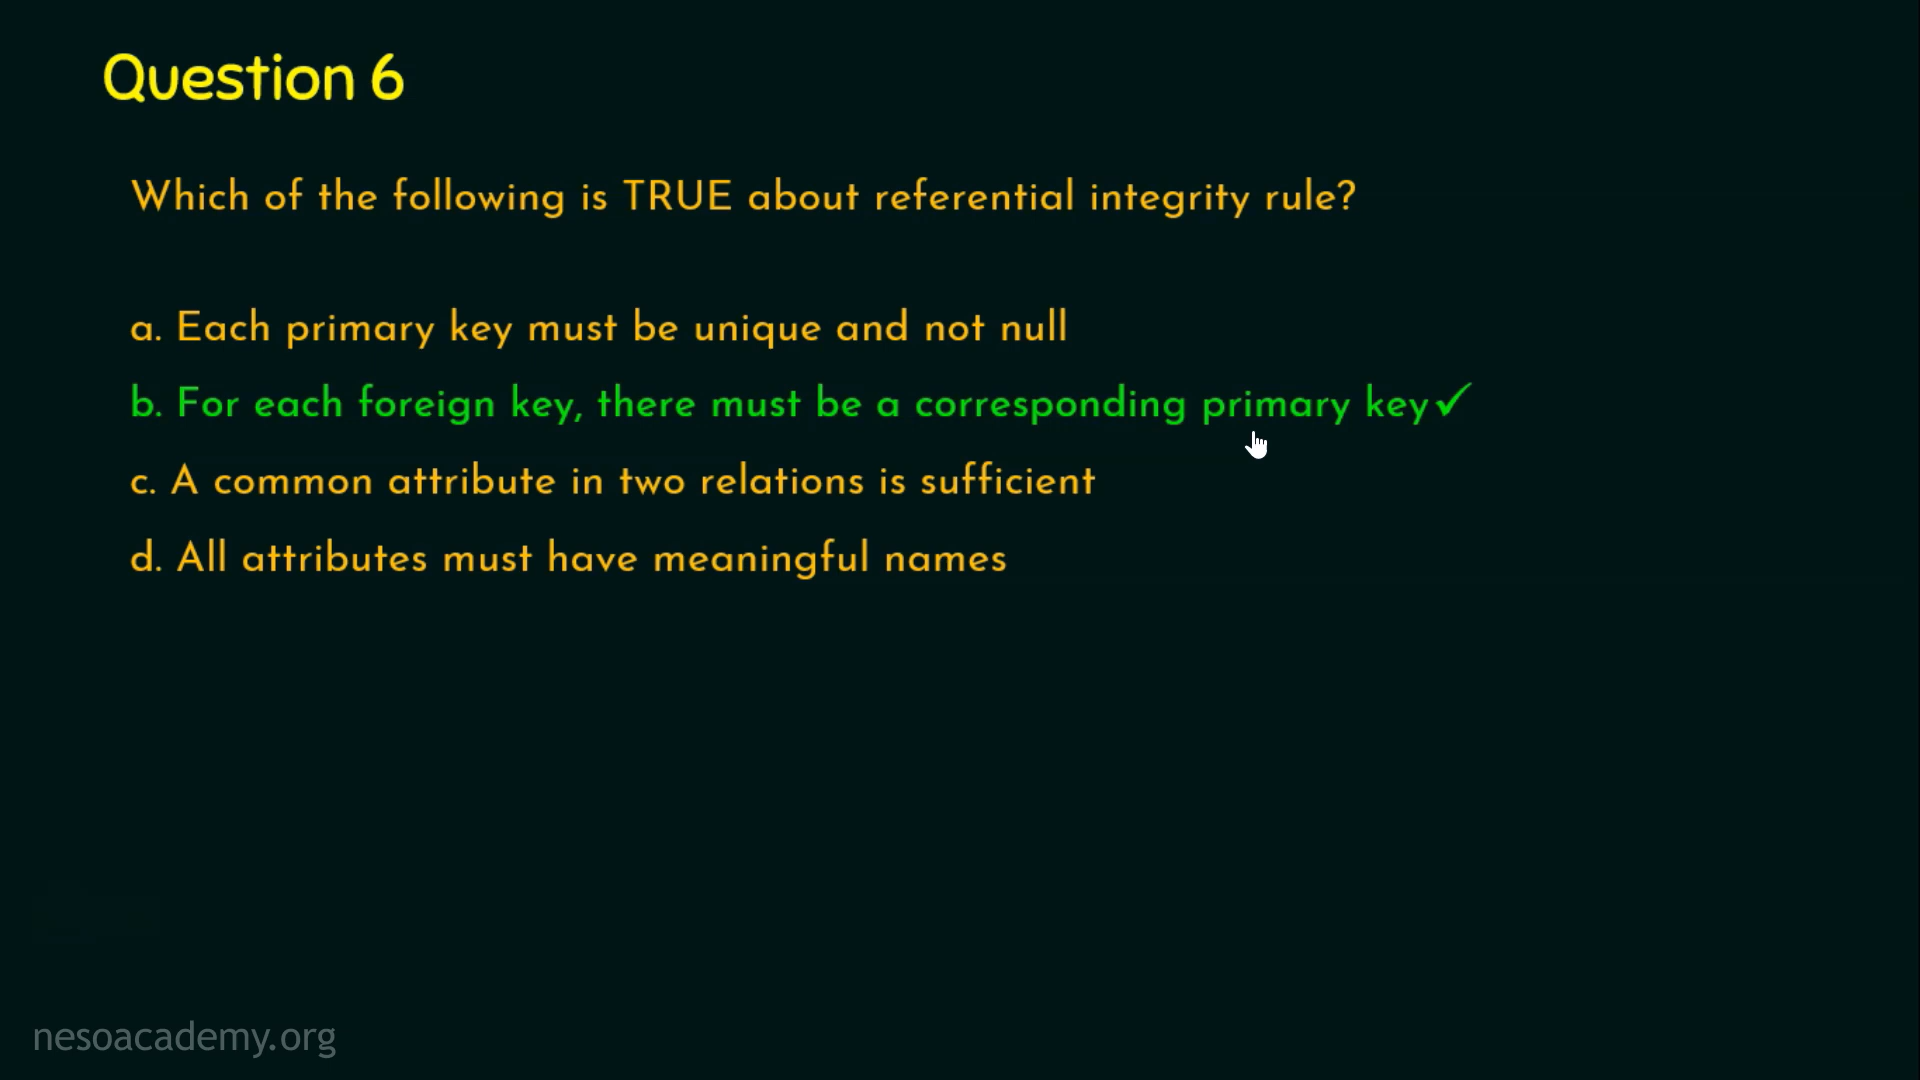 Question 6
Which of the following is TRUE about referential integrity rule?
a. Each primary key must be unique and not null
b. For each foreign key, there must be a corresponding primary key✓
c. A common attribute in two relations is sufficient
d. All attributes must have meaningful names
nesoacademy.org